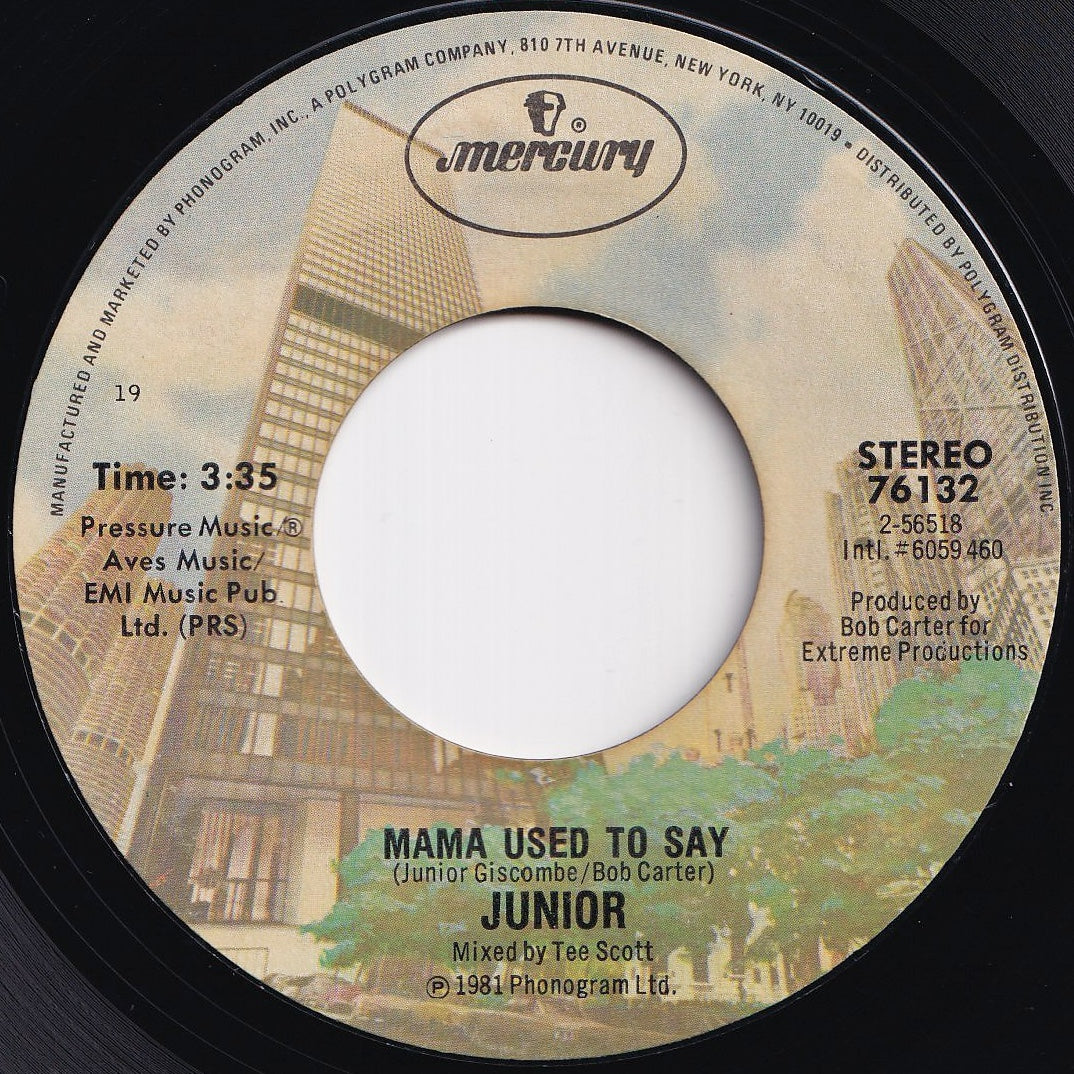 MANUFACTURED AND MARKETED BY PHONOGRAM, INC., A POLYGRAM COMPANY, 810 7TH AVENUE, NEW YORK, NY 10019 • DISTRIBUTED BY POLYGRAM DISTRIBUTION INC
mercury ®
19
Time: 3:35
Pressure Music/®
Aves Music/
EMI Music Pub.
Ltd. (PRS)
STEREO
76132
2-56518
Intl. #6059 460
Produced by
Bob Carter for
Extreme Productions
MAMA USED TO SAY
(Junior Giscombe/Bob Carter)
JUNIOR
Mixed by Tee Scott
℗ 1981 Phonogram Ltd.